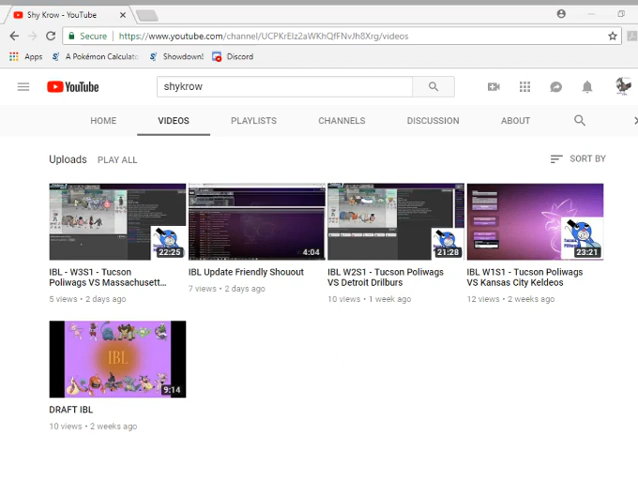 Shy Krow - YouTube
Secure https://www.youtube.com/channel/UCPKrElz2aWKhQfFNvJh8Xrg/videos
Apps A Pokémon Calculat Showdown! Discord
YouTube shykrow
HOME VIDEOS PLAYLISTS CHANNELS DISCUSSION ABOUT
Uploads PLAY ALL SORT BY
22:25 4:04 21:28 23:21
IBL - W3S1 - Tucson
Poliwags VS Massachusett...
5 views • 2 days ago
IBL Update Friendly Shouout
7 views • 2 days ago
IBL W2S1 - Tucson Poliwags
VS Detroit Drilburs
10 views • 1 week ago
IBL W1S1 - Tucson Poliwags
VS Kansas City Keldeos
12 views • 2 weeks ago
IBL
9:14
DRAFT IBL
10 views • 2 weeks ago